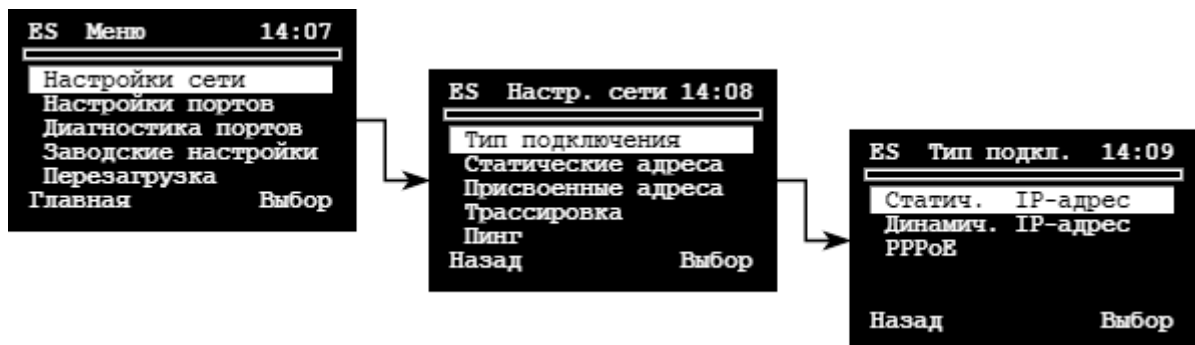 ES Меню 14:07
Настройки сети
Настройки портов
Диагностика портов
Заводские настройки
Перезагрузка
Главная Выбор
ES Настр. сети 14:08
Тип подключения
Статические адреса
Присвоенные адреса
Трассировка
Пинг
Назад Выбор
ES Тип подкл. 14:09
Статич. IP-адрес
Динамич. IP-адрес
PPPoE
Назад Выбор